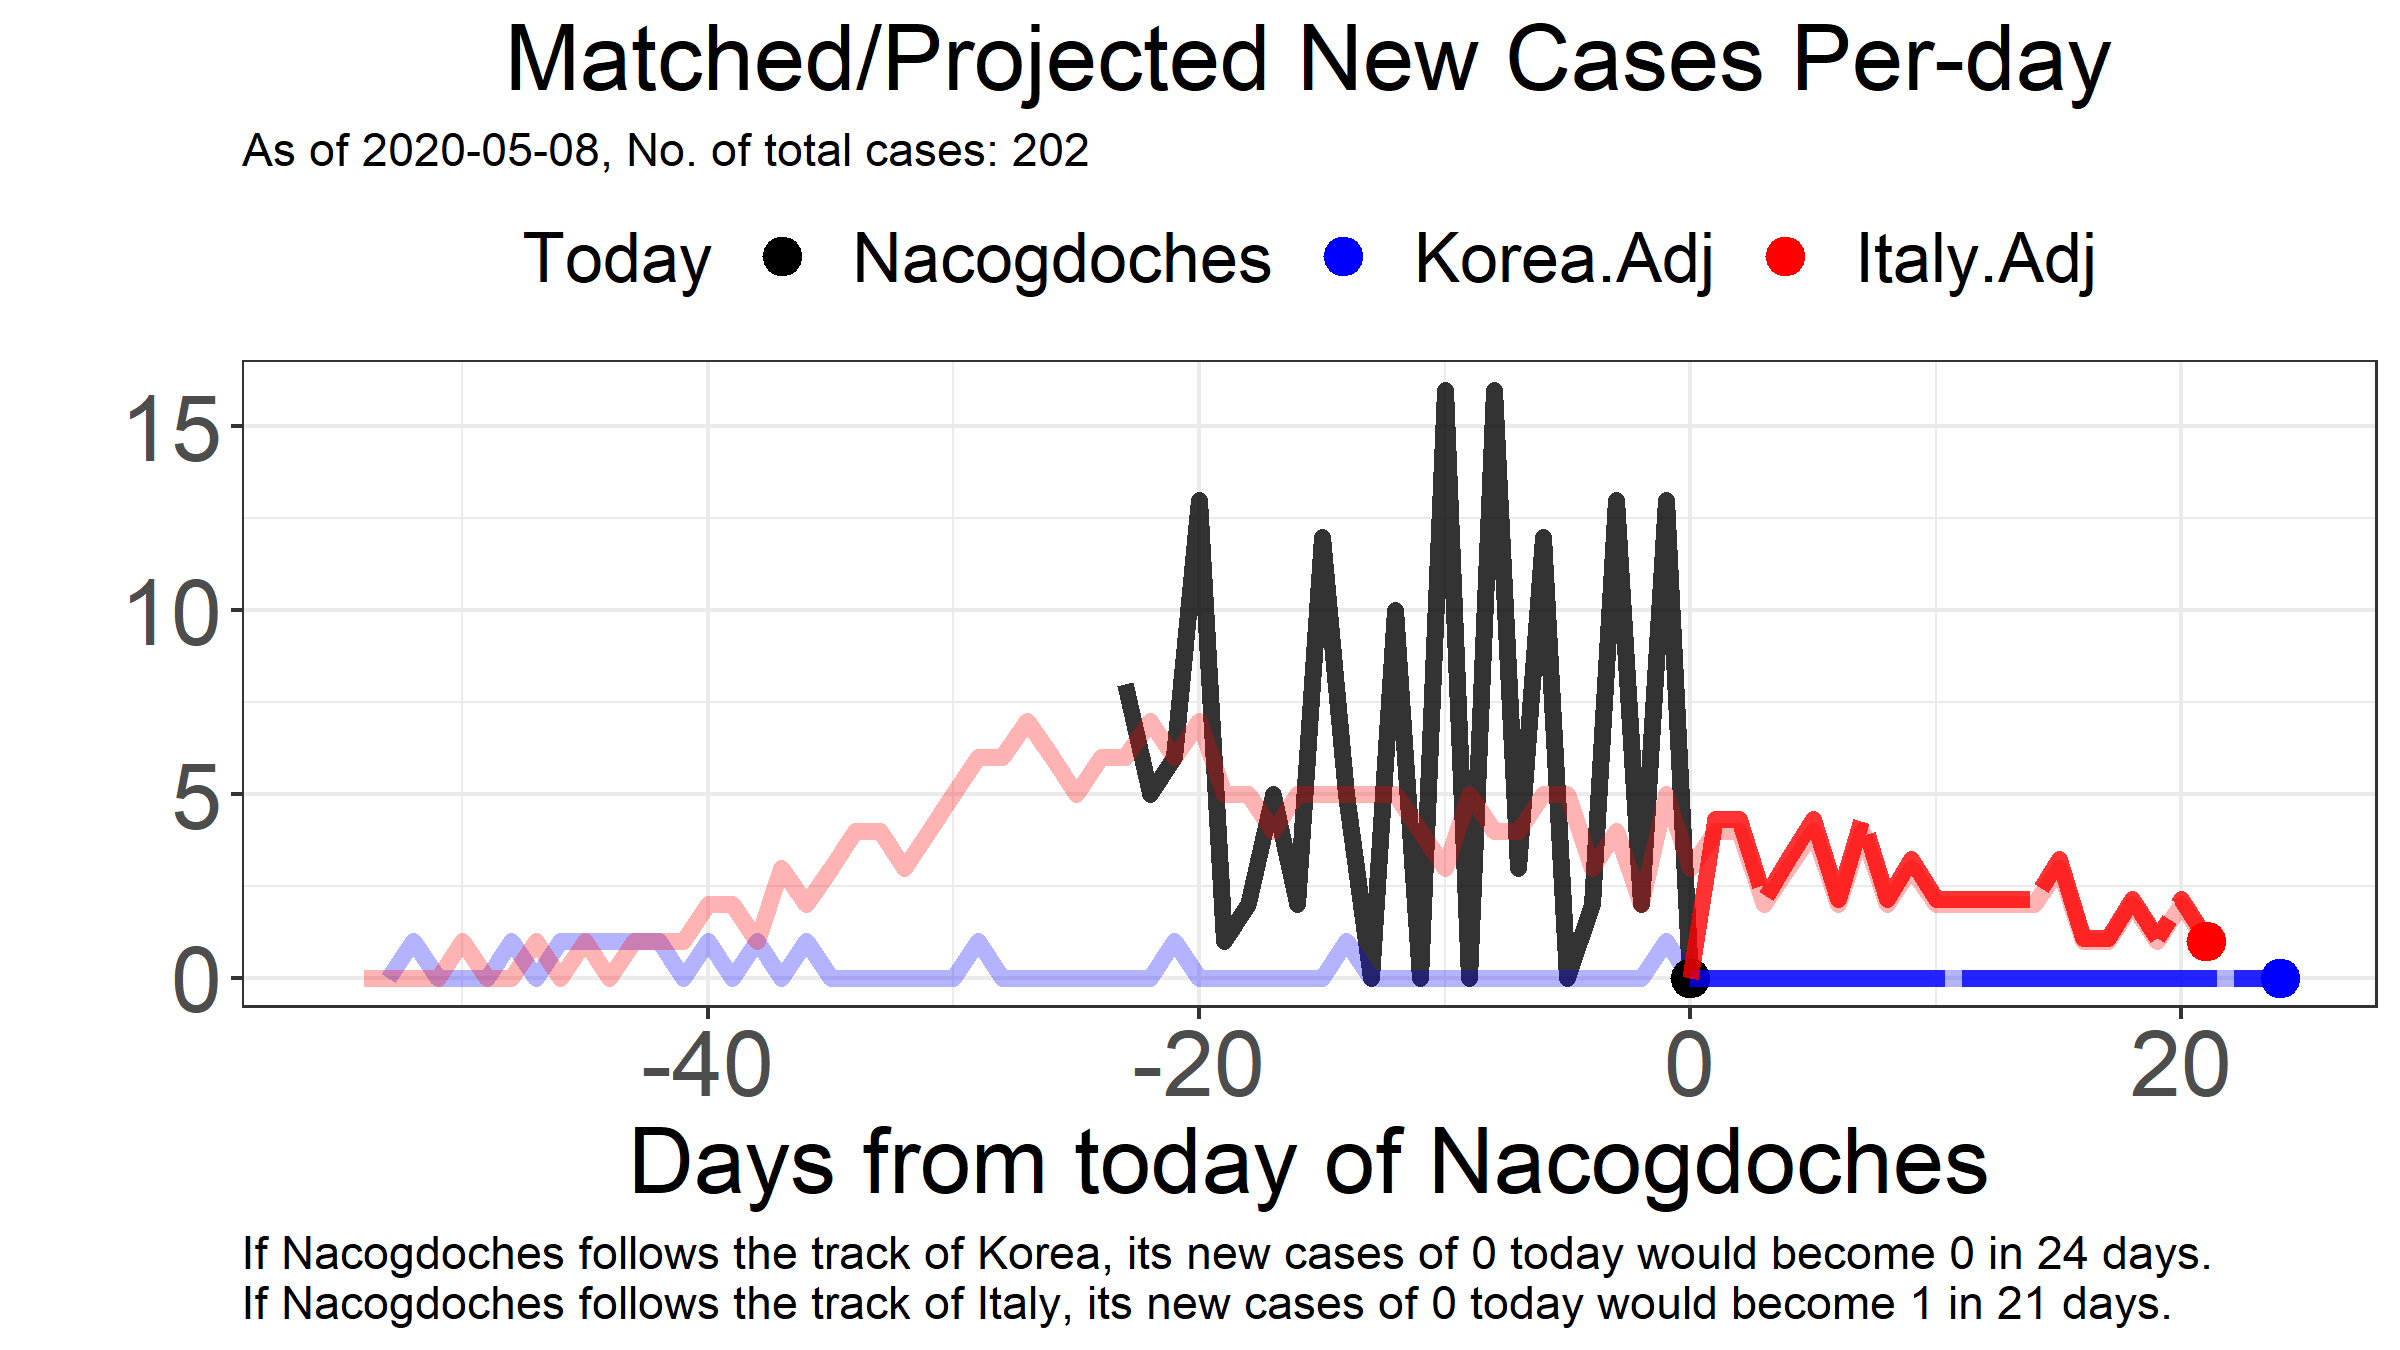 Matched/Projected New Cases Per-day
As of 2020-05-08, No. of total cases: 202
Today Nacogdoches Korea.Adj Italy.Adj
15
10
5
0
-40 -20 0 20
Days from today of Nacogdoches
If Nacogdoches follows the track of Korea, its new cases of 0 today would become 0 in 24 days.
If Nacogdoches follows the track of Italy, its new cases of 0 today would become 1 in 21 days.